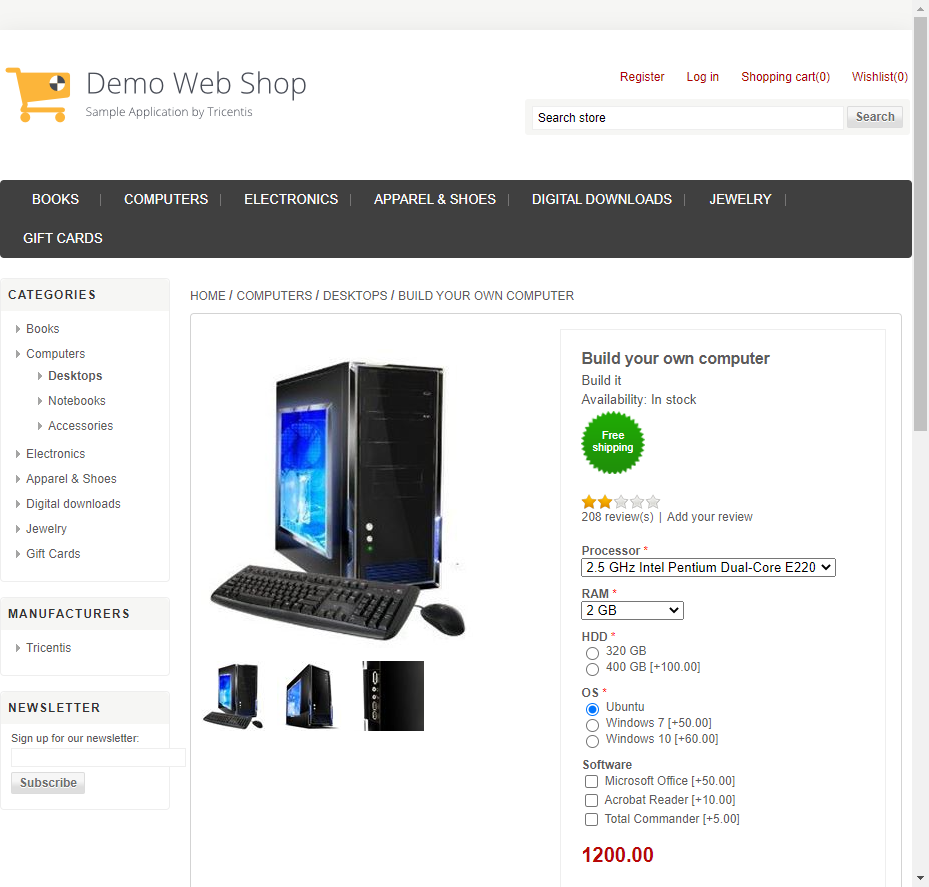 Demo Web Shop
Sample Application by Tricentis
Register Log in Shopping cart(0) Wishlist(0)
Search store Search
BOOKS COMPUTERS ELECTRONICS APPAREL & SHOES DIGITAL DOWNLOADS JEWELRY
GIFT CARDS
CATEGORIES
Books
Computers
Desktops
Notebooks
Accessories
Electronics
Apparel & Shoes
Digital downloads
Jewelry
Gift Cards
MANUFACTURERS
Tricentis
NEWSLETTER
Sign up for our newsletter:
Subscribe
HOME / COMPUTERS / DESKTOPS / BUILD YOUR OWN COMPUTER
Build your own computer
Build it
Availability: In stock
Free
shipping
208 review(s) | Add your review
Processor *
2.5 GHz Intel Pentium Dual-Core E220
RAM *
2 GB
HDD *
320 GB
400 GB [+100.00]
OS *
Ubuntu
Windows 7 [+50.00]
Windows 10 [+60.00]
Software
Microsoft Office [+50.00]
Acrobat Reader [+10.00]
Total Commander [+5.00]
1200.00